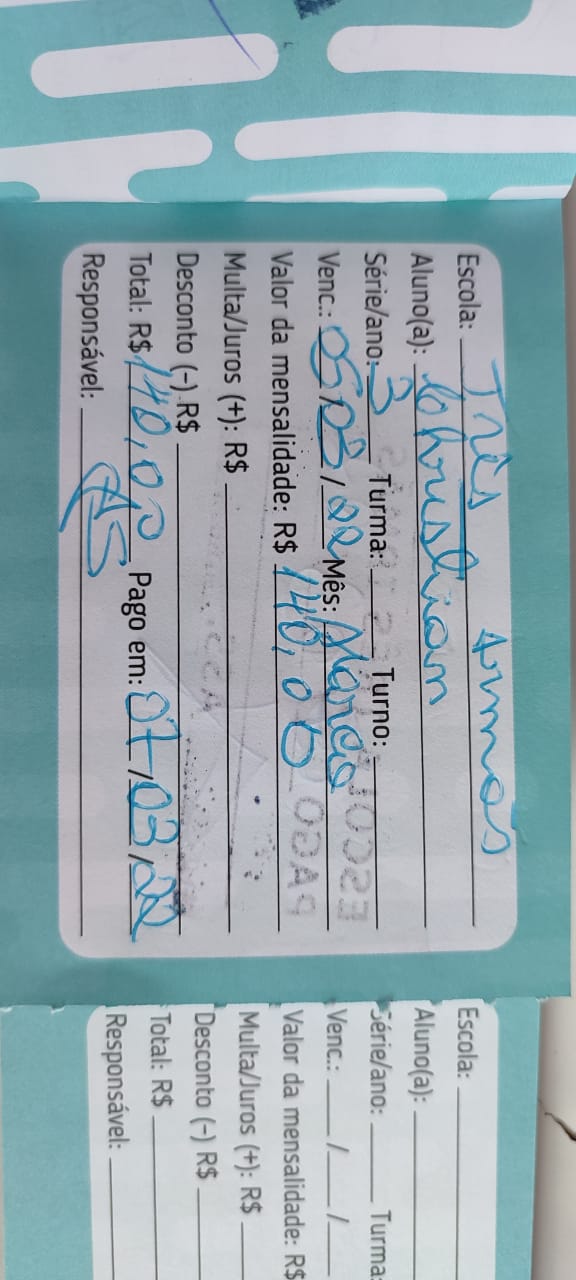 Escola: Três Irmãs
Aluno(a): Christian
Série/ano: 3 Turma: Turno:
Venc.: 05/03/22 Mês: Março
Valor da mensalidade: R$ 140,00
Multa/Juros (+): R$
Desconto (-) R$
Total: R$ 140,00 Pago em: 07/03/22
Responsável: AS
Escola:
Aluno(a):
Série/ano: Turma:
Venc.: / /
Valor da mensalidade: R$
Multa/Juros (+): R$
Desconto (-) R$
Total: R$
Responsável: